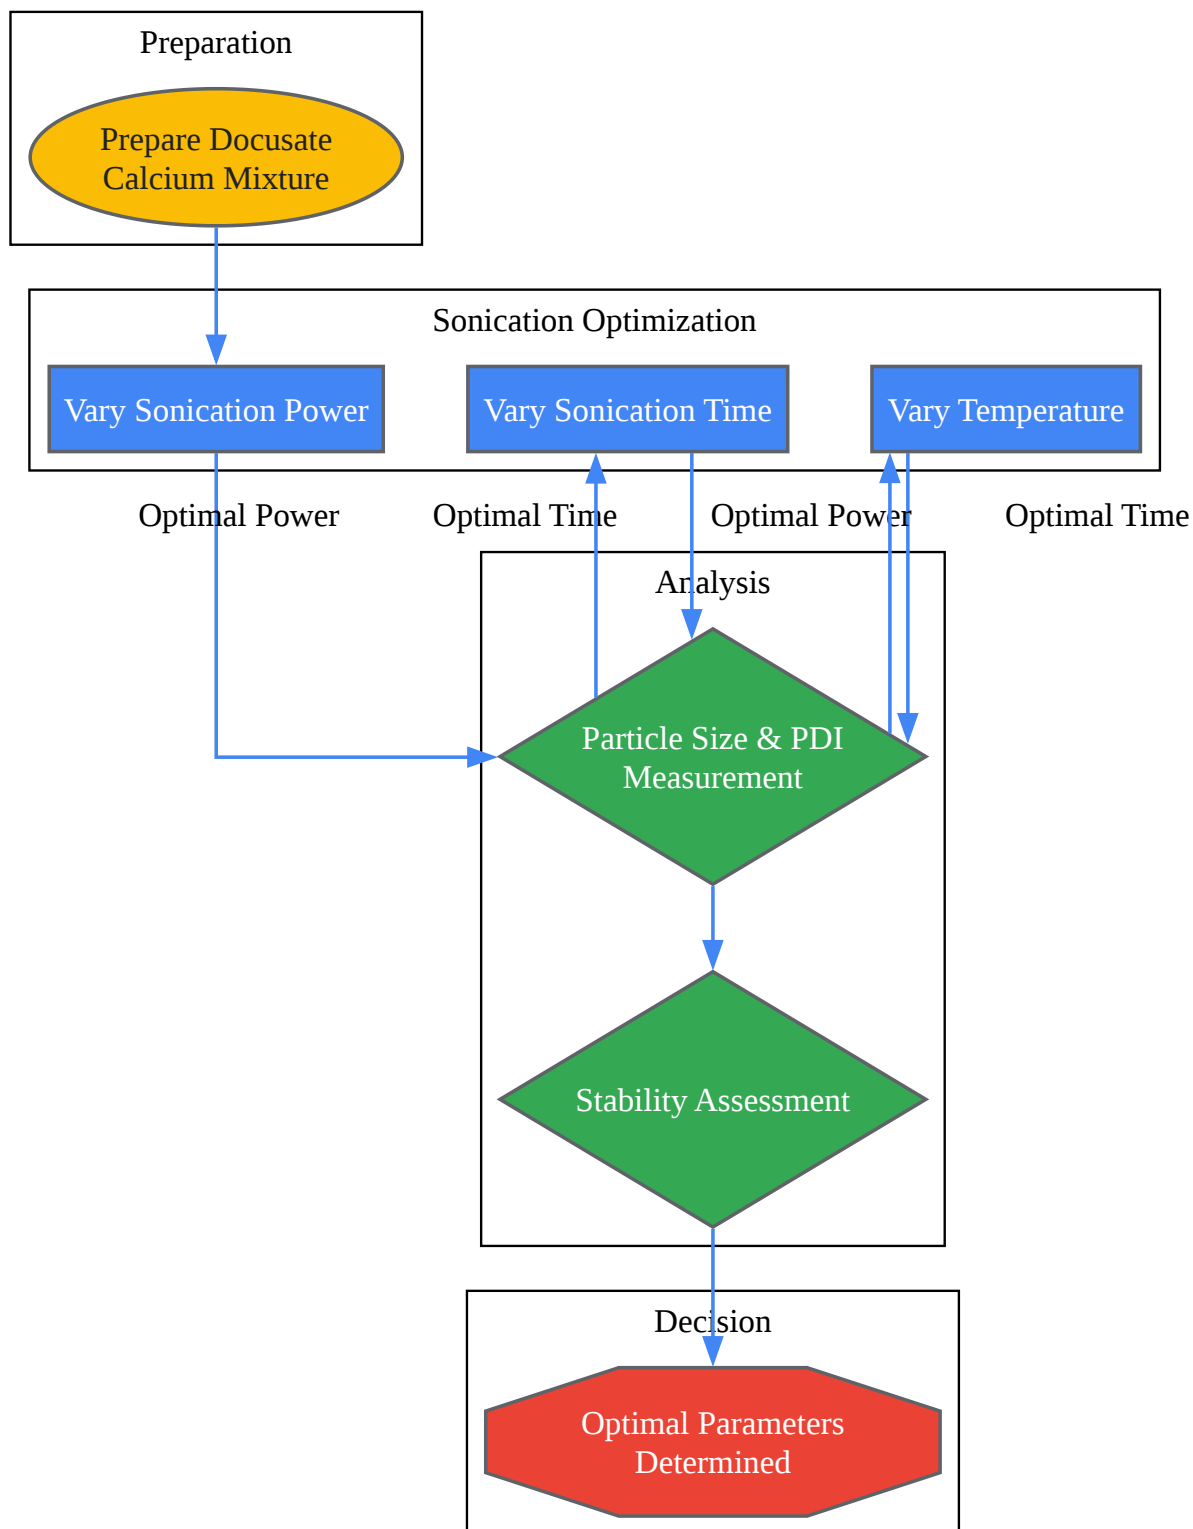 Preparation
Prepare Docusate
Calcium Mixture
Sonication Optimization
Vary Sonication Power
Vary Sonication Time
Vary Temperature
Optimal Power
Optimal Time
Optimal Power
Optimal Time
Analysis
Particle Size & PDI
Measurement
Stability Assessment
Decision
Optimal Parameters
Determined